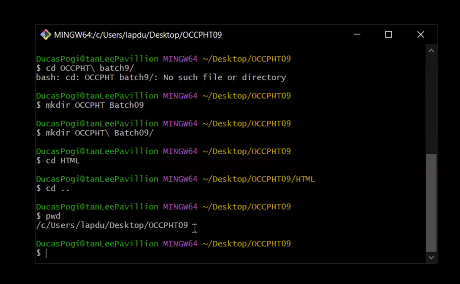 MINGW64:/c/Users/lapdu/Desktop/OCCPHT09
DucasPogi@tanLeePavillion MINGW64 ~/Desktop/OCCPHT09
$ cd OCCPHT\ batch9/
bash: cd: OCCPHT batch9/: No such file or directory
DucasPogi@tanLeePavillion MINGW64 ~/Desktop/OCCPHT09
$ mkdir OCCPHT Batch09
DucasPogi@tanLeePavillion MINGW64 ~/Desktop/OCCPHT09
$ mkdir OCCPHT\ Batch09/
DucasPogi@tanLeePavillion MINGW64 ~/Desktop/OCCPHT09
$ cd HTML
DucasPogi@tanLeePavillion MINGW64 ~/Desktop/OCCPHT09/HTML
$ cd ..
DucasPogi@tanLeePavillion MINGW64 ~/Desktop/OCCPHT09
$ pwd
/c/Users/lapdu/Desktop/OCCPHT09
DucasPogi@tanLeePavillion MINGW64 ~/Desktop/OCCPHT09
$